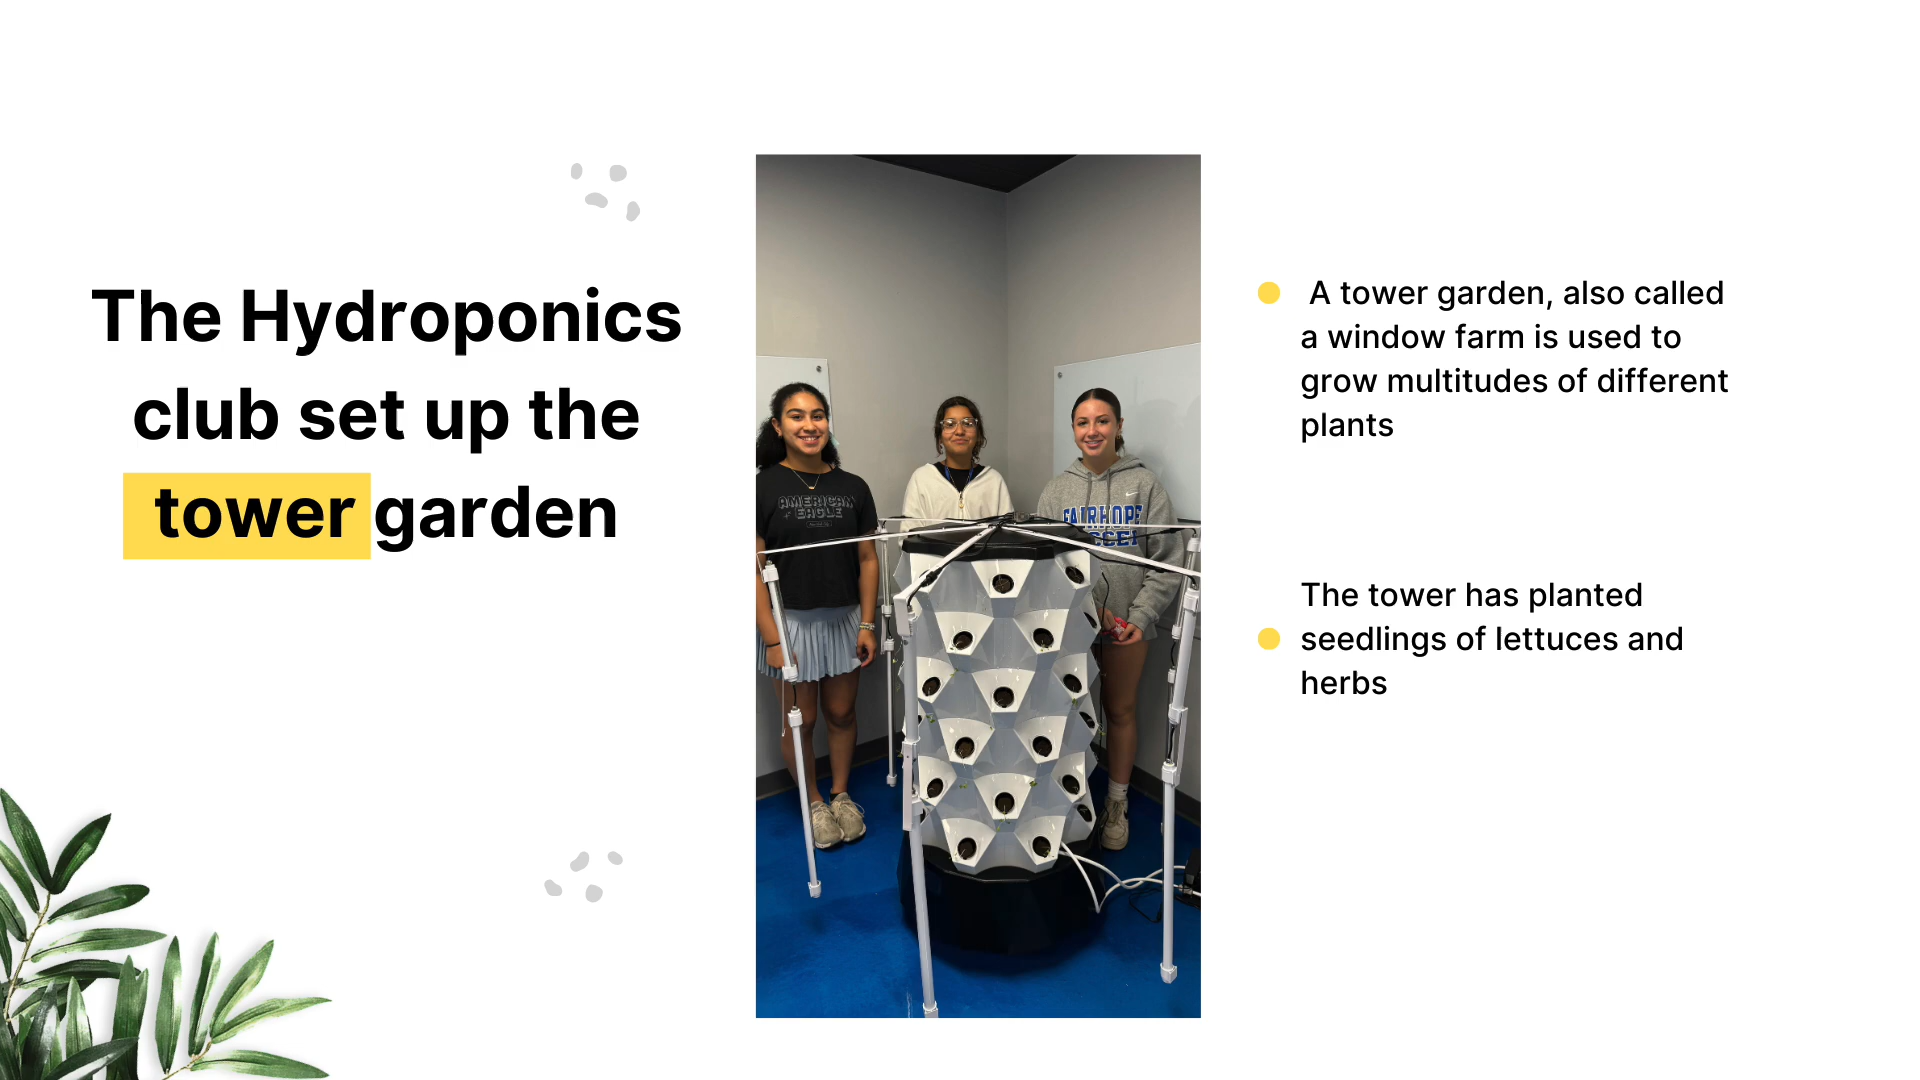 The Hydroponics
club set up the
tower garden
AMERICAN
EAGLE
FAIRHOPE
A tower garden, also called
a window farm is used to
grow multitudes of different
plants
The tower has planted
seedlings of lettuces and
herbs